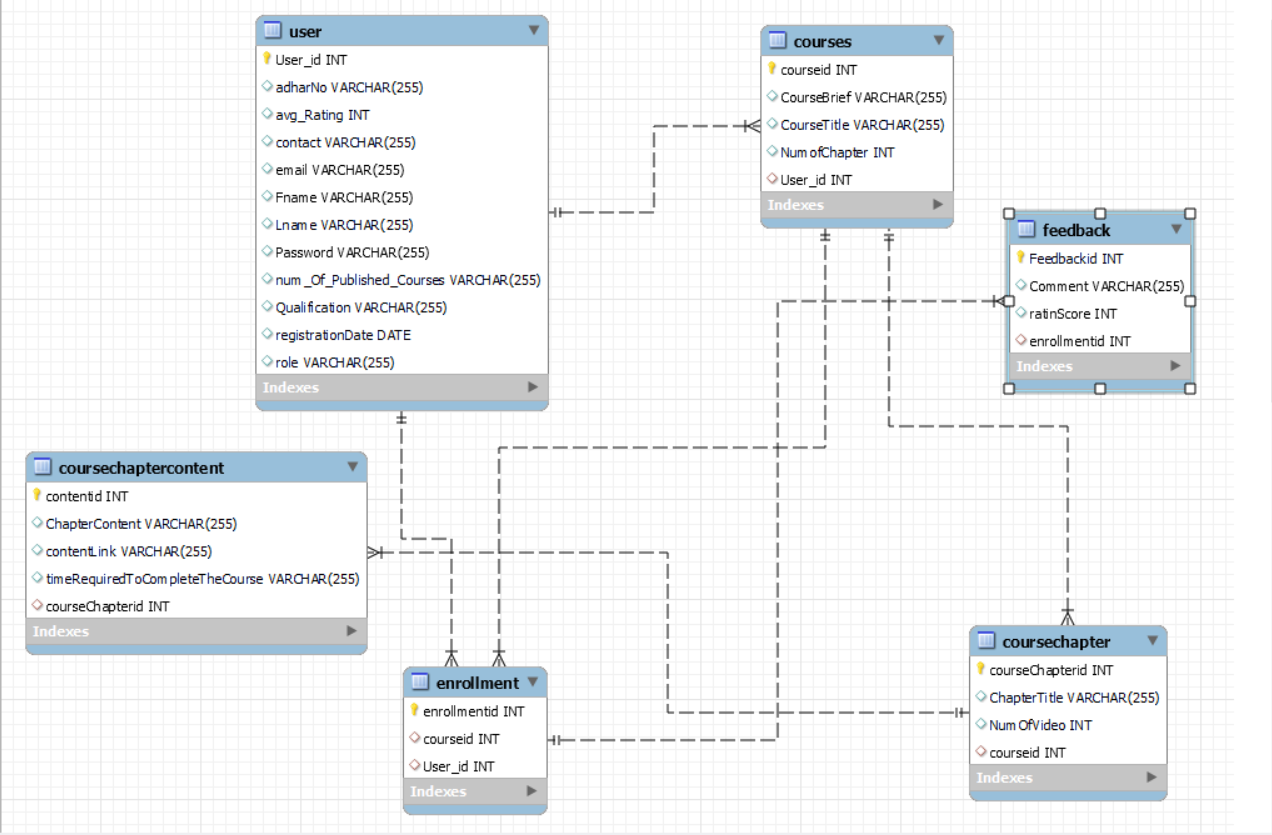 user
User_id INT
adharNo VARCHAR(255)
avg_Rating INT
contact VARCHAR(255)
email VARCHAR(255)
Fname VARCHAR(255)
Lname VARCHAR(255)
Password VARCHAR(255)
num_Of_Published_Courses VARCHAR(255)
Qualification VARCHAR(255)
registrationDate DATE
role VARCHAR(255)
Indexes
courses
courseid INT
CourseBrief VARCHAR(255)
CourseTitle VARCHAR(255)
NumofChapter INT
User_id INT
Indexes
feedback
Feedbackid INT
Comment VARCHAR(255)
ratinScore INT
enrollmentid INT
Indexes
coursechaptercontent
contentid INT
ChapterContent VARCHAR(255)
contentLink VARCHAR(255)
timeRequiredToCompleteTheCourse VARCHAR(255)
courseChapterid INT
Indexes
enrollment
enrollmentid INT
courseid INT
User_id INT
Indexes
coursechapter
courseChapterid INT
ChapterTitle VARCHAR(255)
NumOfVideo INT
courseid INT
Indexes